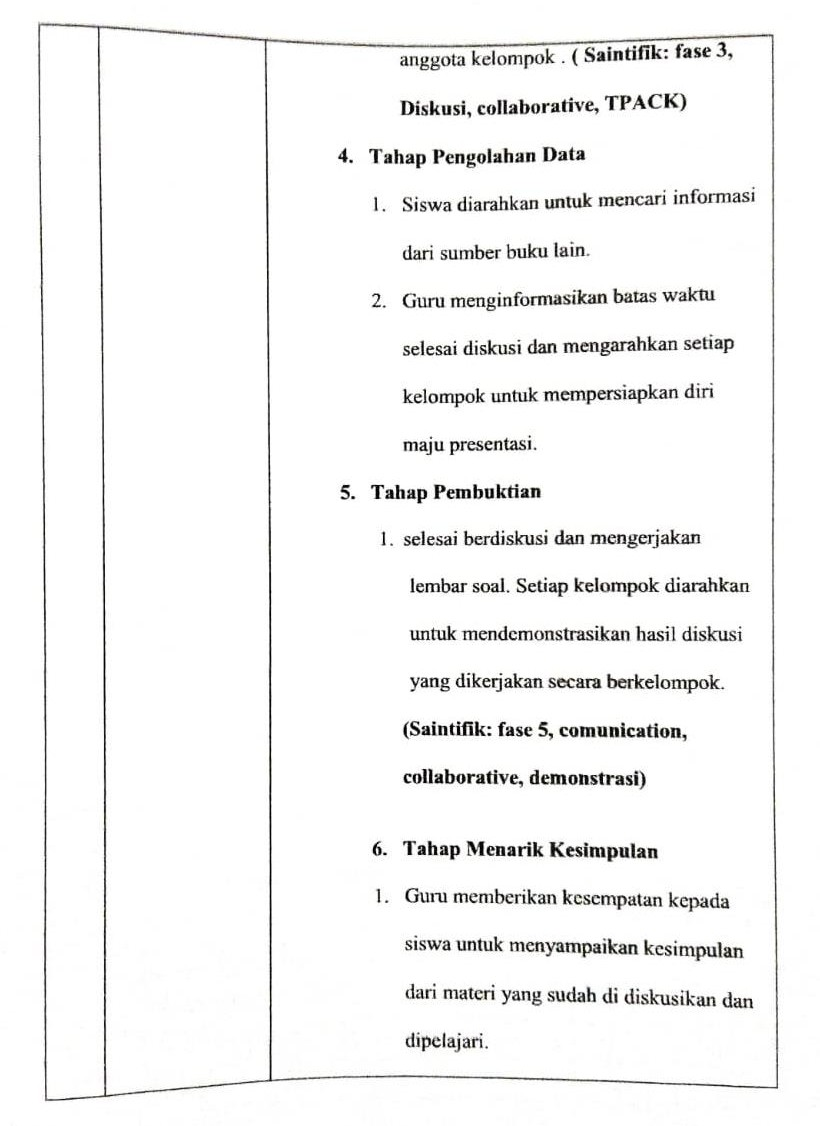 anggota kelompok . ( Saintifik: fase 3,
Diskusi, collaborative, TPACK)
4. Tahap Pengolahan Data
1. Siswa diarahkan untuk mencari informasi
dari sumber buku lain.
2. Guru menginformasikan batas waktu
selesai diskusi dan mengarahkan setiap
kelompok untuk mempersiapkan diri
maju presentasi.
5. Tahap Pembuktian
1. selesai berdiskusi dan mengerjakan
lembar soal. Setiap kelompok diarahkan
untuk mendemonstrasikan hasil diskusi
yang dikerjakan secara berkelompok.
(Saintifik: fase 5, comunication,
collaborative, demonstrasi)
6. Tahap Menarik Kesimpulan
1. Guru memberikan kesempatan kepada
siswa untuk menyampaikan kesimpulan
dari materi yang sudah di diskusikan dan
dipelajari.